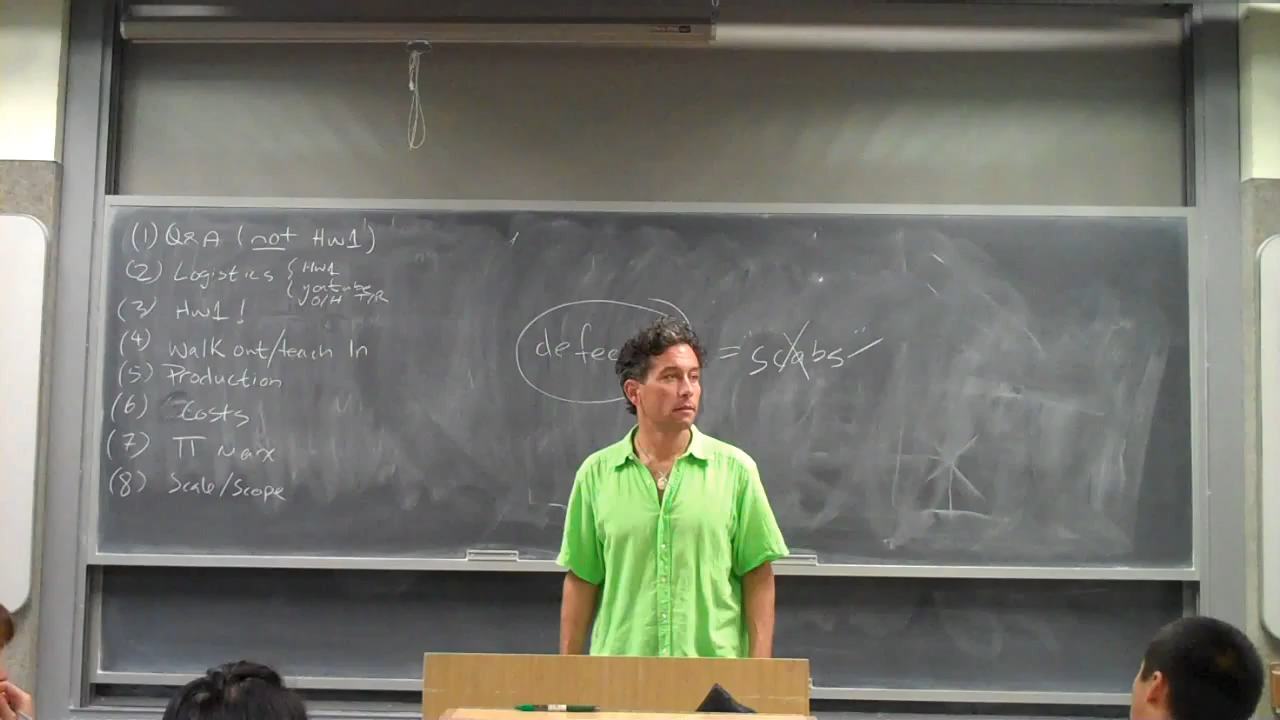 (1) Q&A (not HW1)
(2) Logistics { HW1
{ youtube
O/H T/R
(3) HW1!
(4) Walk out/teach In
(5) Production
(6) Costs
(7) Π Max
(8) Scale/Scope
= "scabs"